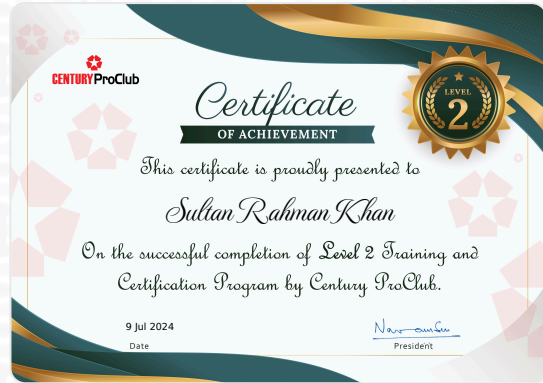 CENTURY ProClub
Certificate
OF ACHIEVEMENT
LEVEL
2
This certificate is proudly presented to
Sultan Rahman Khan
On the successful completion of Level 2 Training and
Certification Program by Century ProClub.
9 Jul 2024
Date
President